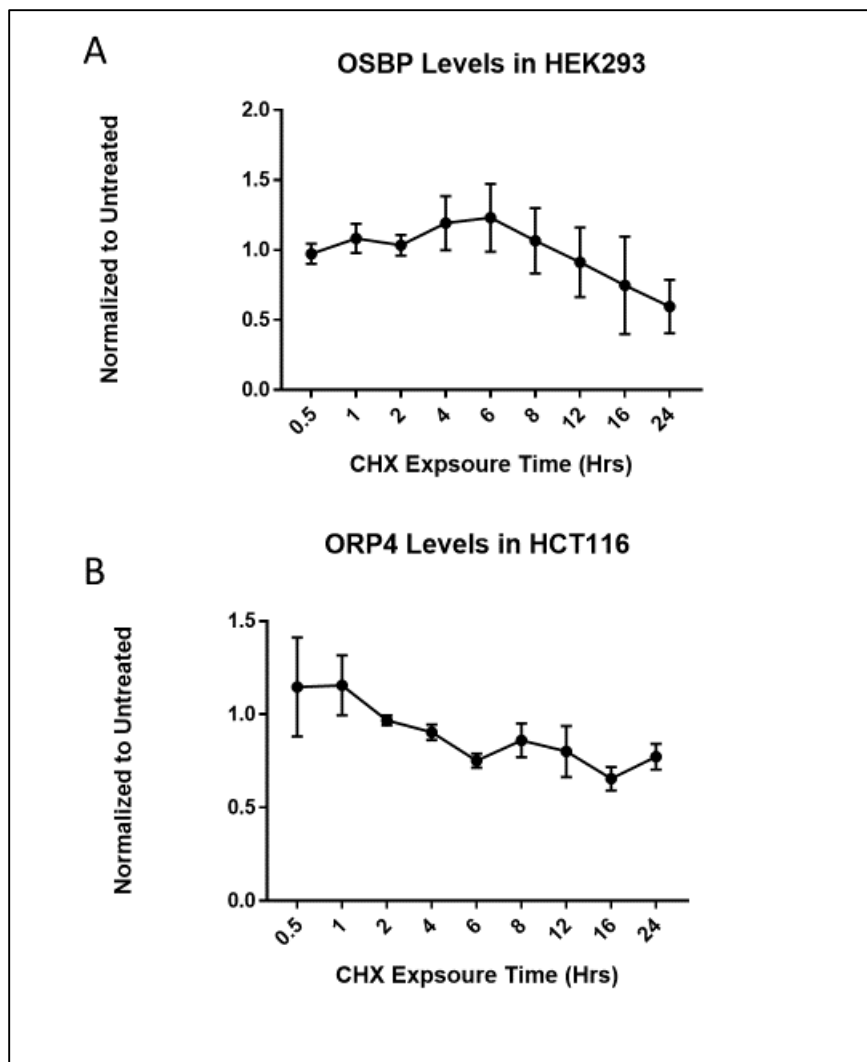 A
OSBP Levels in HEK293
2.0
1.5
1.0
0.5
0.0
Normalized to Untreated
0.5 1 2 4 6 8 12 16 24
CHX Expsoure Time (Hrs)
ORP4 Levels in HCT116
B
1.5
1.0
0.5
0.0
Normalized to Untreated
0.5 1 2 4 6 8 12 16 24
CHX Expsoure Time (Hrs)